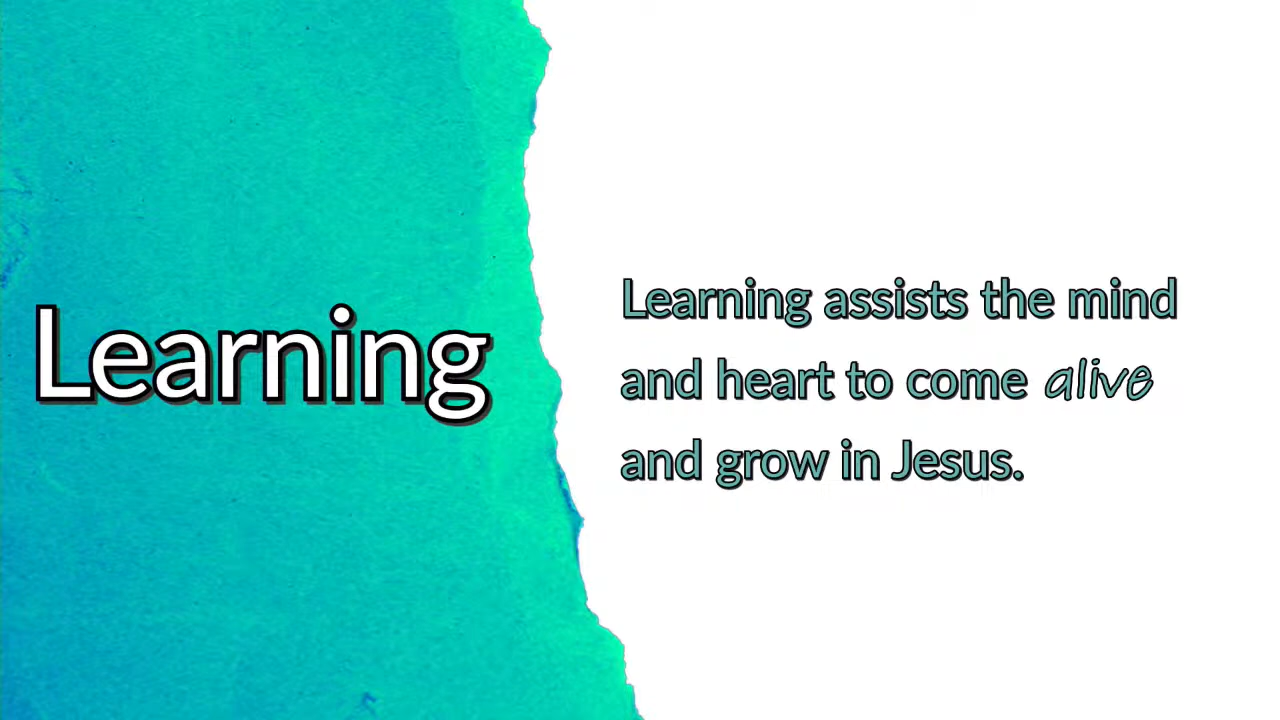 Learning
Learning assists the mind
and heart to come alive
and grow in Jesus.